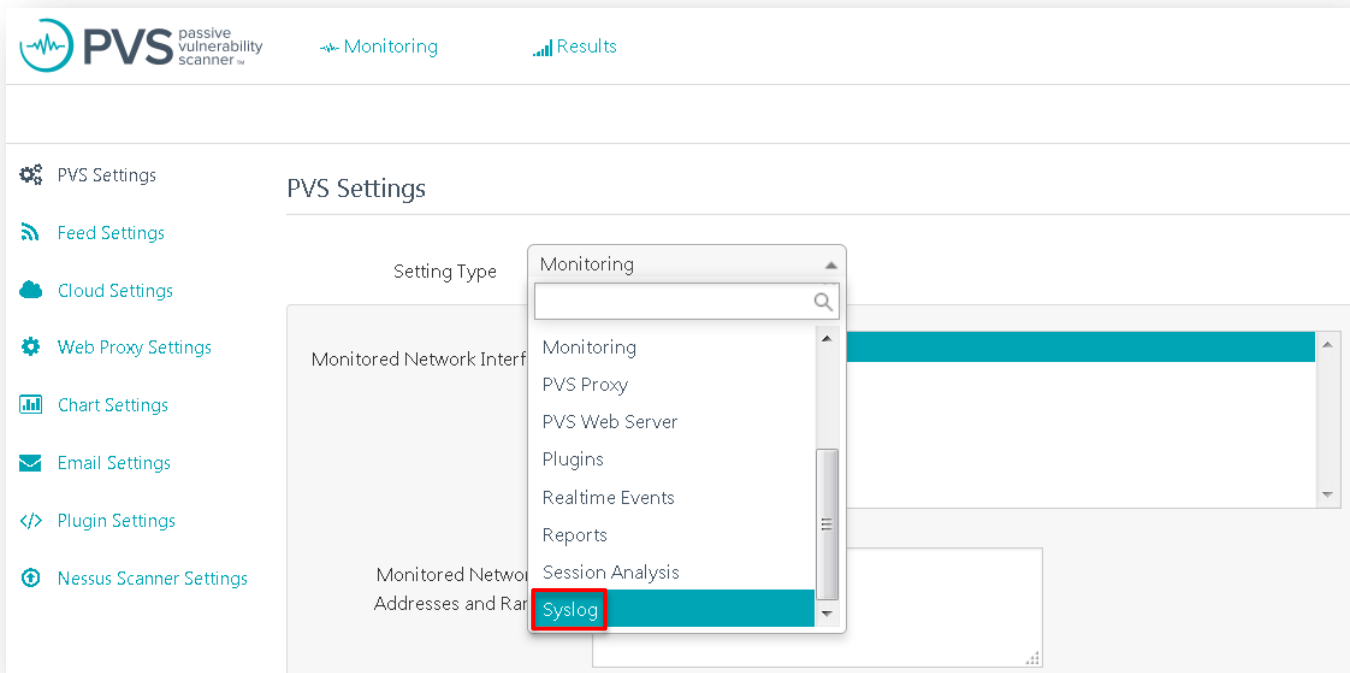 PVS passive vulnerability scanner™
Monitoring
Results
PVS Settings
Feed Settings
Cloud Settings
Web Proxy Settings
Chart Settings
Email Settings
Plugin Settings
Nessus Scanner Settings
PVS Settings
Setting Type
Monitoring
Monitored Network Interf
Monitoring
PVS Proxy
PVS Web Server
Plugins
Realtime Events
Reports
Session Analysis
Syslog
Monitored Networ
Addresses and Ran